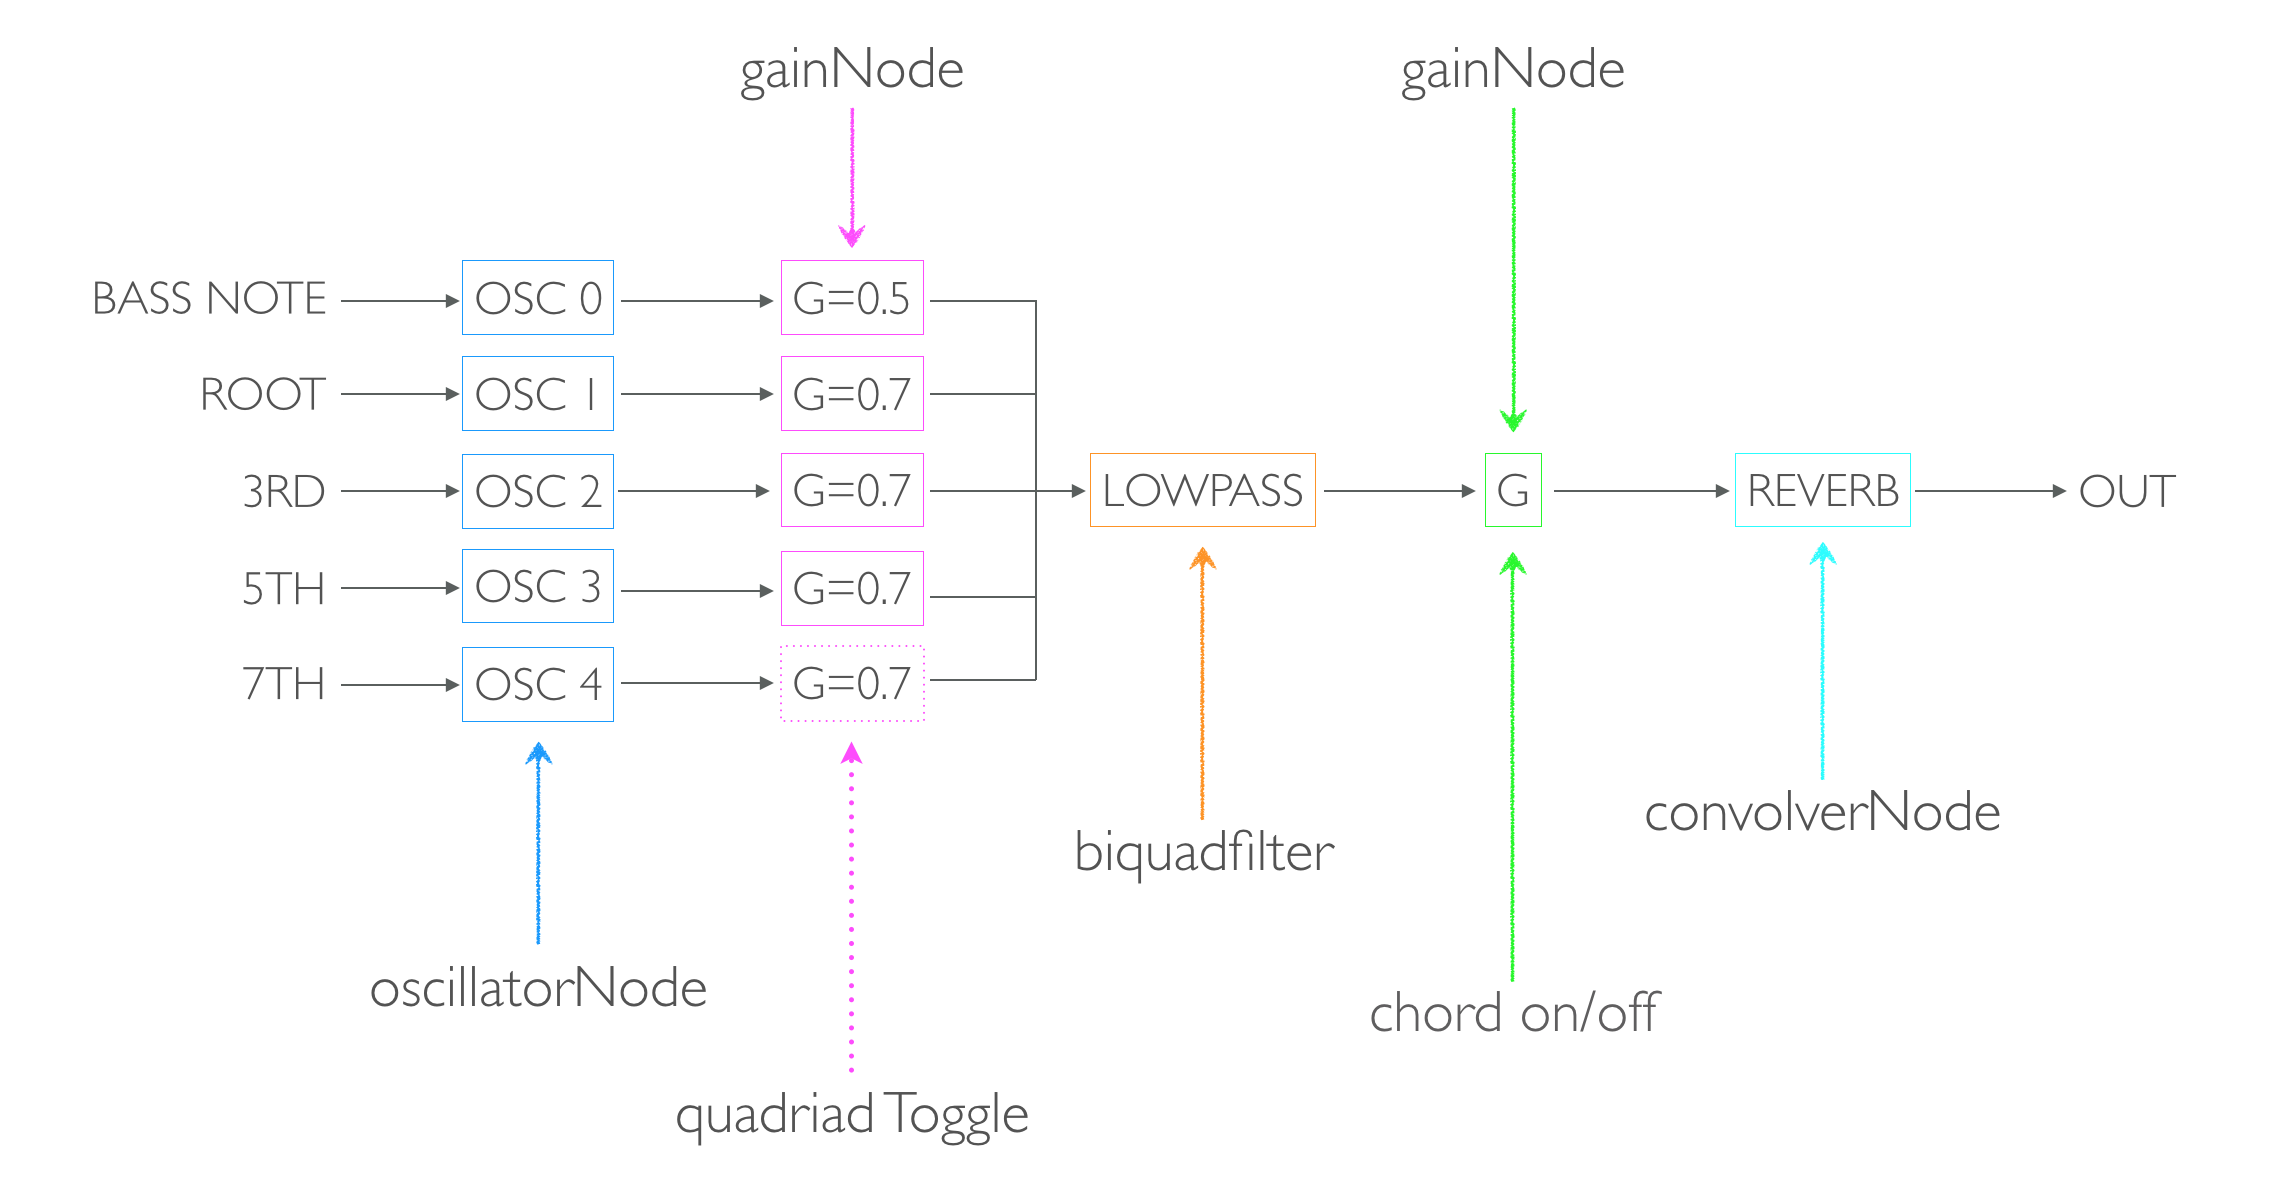 gainNode
gainNode
BASS NOTE OSC 0 G=0.5
ROOT OSC 1 G=0.7
3RD OSC 2 G=0.7 LOWPASS G REVERB OUT
5TH OSC 3 G=0.7
7TH OSC 4 G=0.7
convolverNode
biquadfilter
oscillatorNode
chord on/off
quadriad Toggle